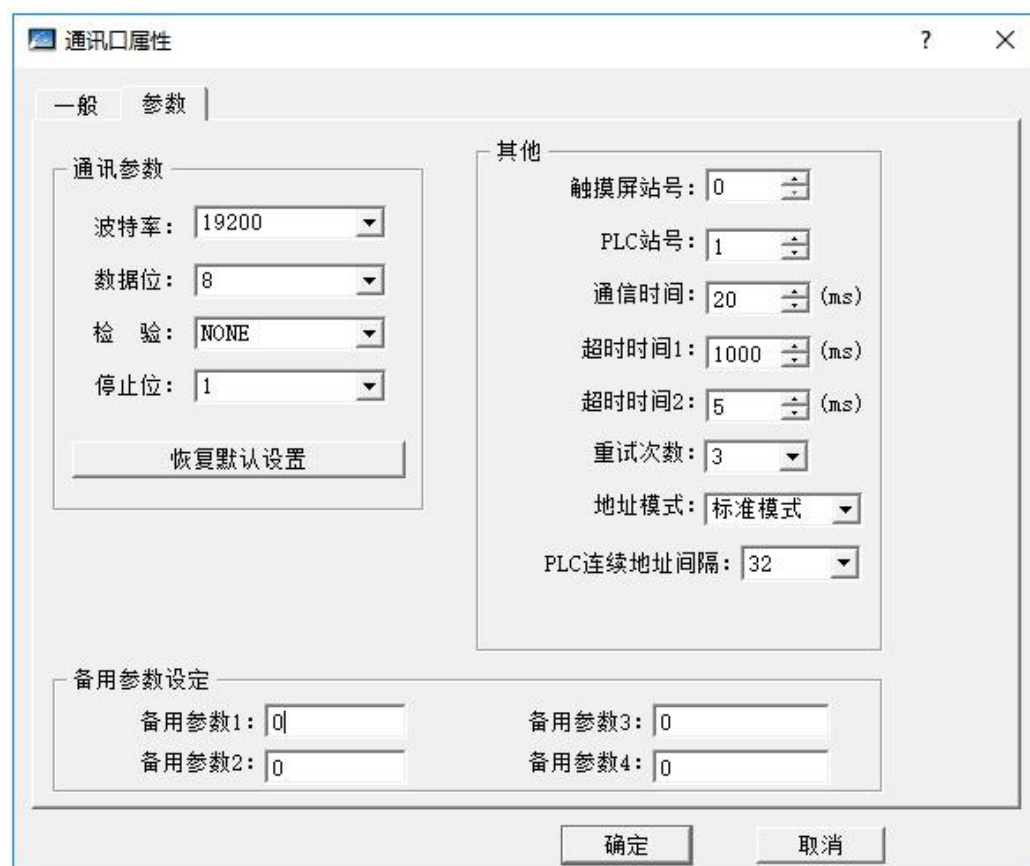 通讯口属性
? ×
一般 参数
通讯参数
波特率: 19200
数据位: 8
检 验: NONE
停止位: 1
恢复默认设置
其他
触摸屏站号: 0
PLC站号: 1
通信时间: 20 (ms)
超时时间1: 1000 (ms)
超时时间2: 5 (ms)
重试次数: 3
地址模式: 标准模式
PLC连续地址间隔: 32
备用参数设定
备用参数1: 0 备用参数3: 0
备用参数2: 0 备用参数4: 0
确定 取消